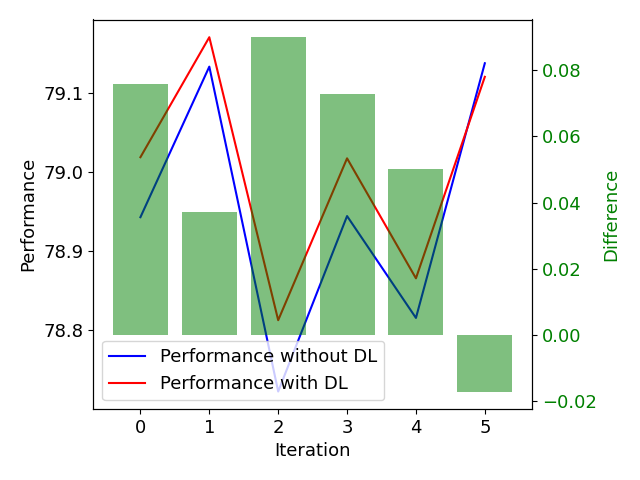 79.1
79.0
78.9
78.8
Performance
0.08
0.06
0.04
0.02
0.00
−0.02
Difference
Performance without DL
Performance with DL
0 1 2 3 4 5
Iteration